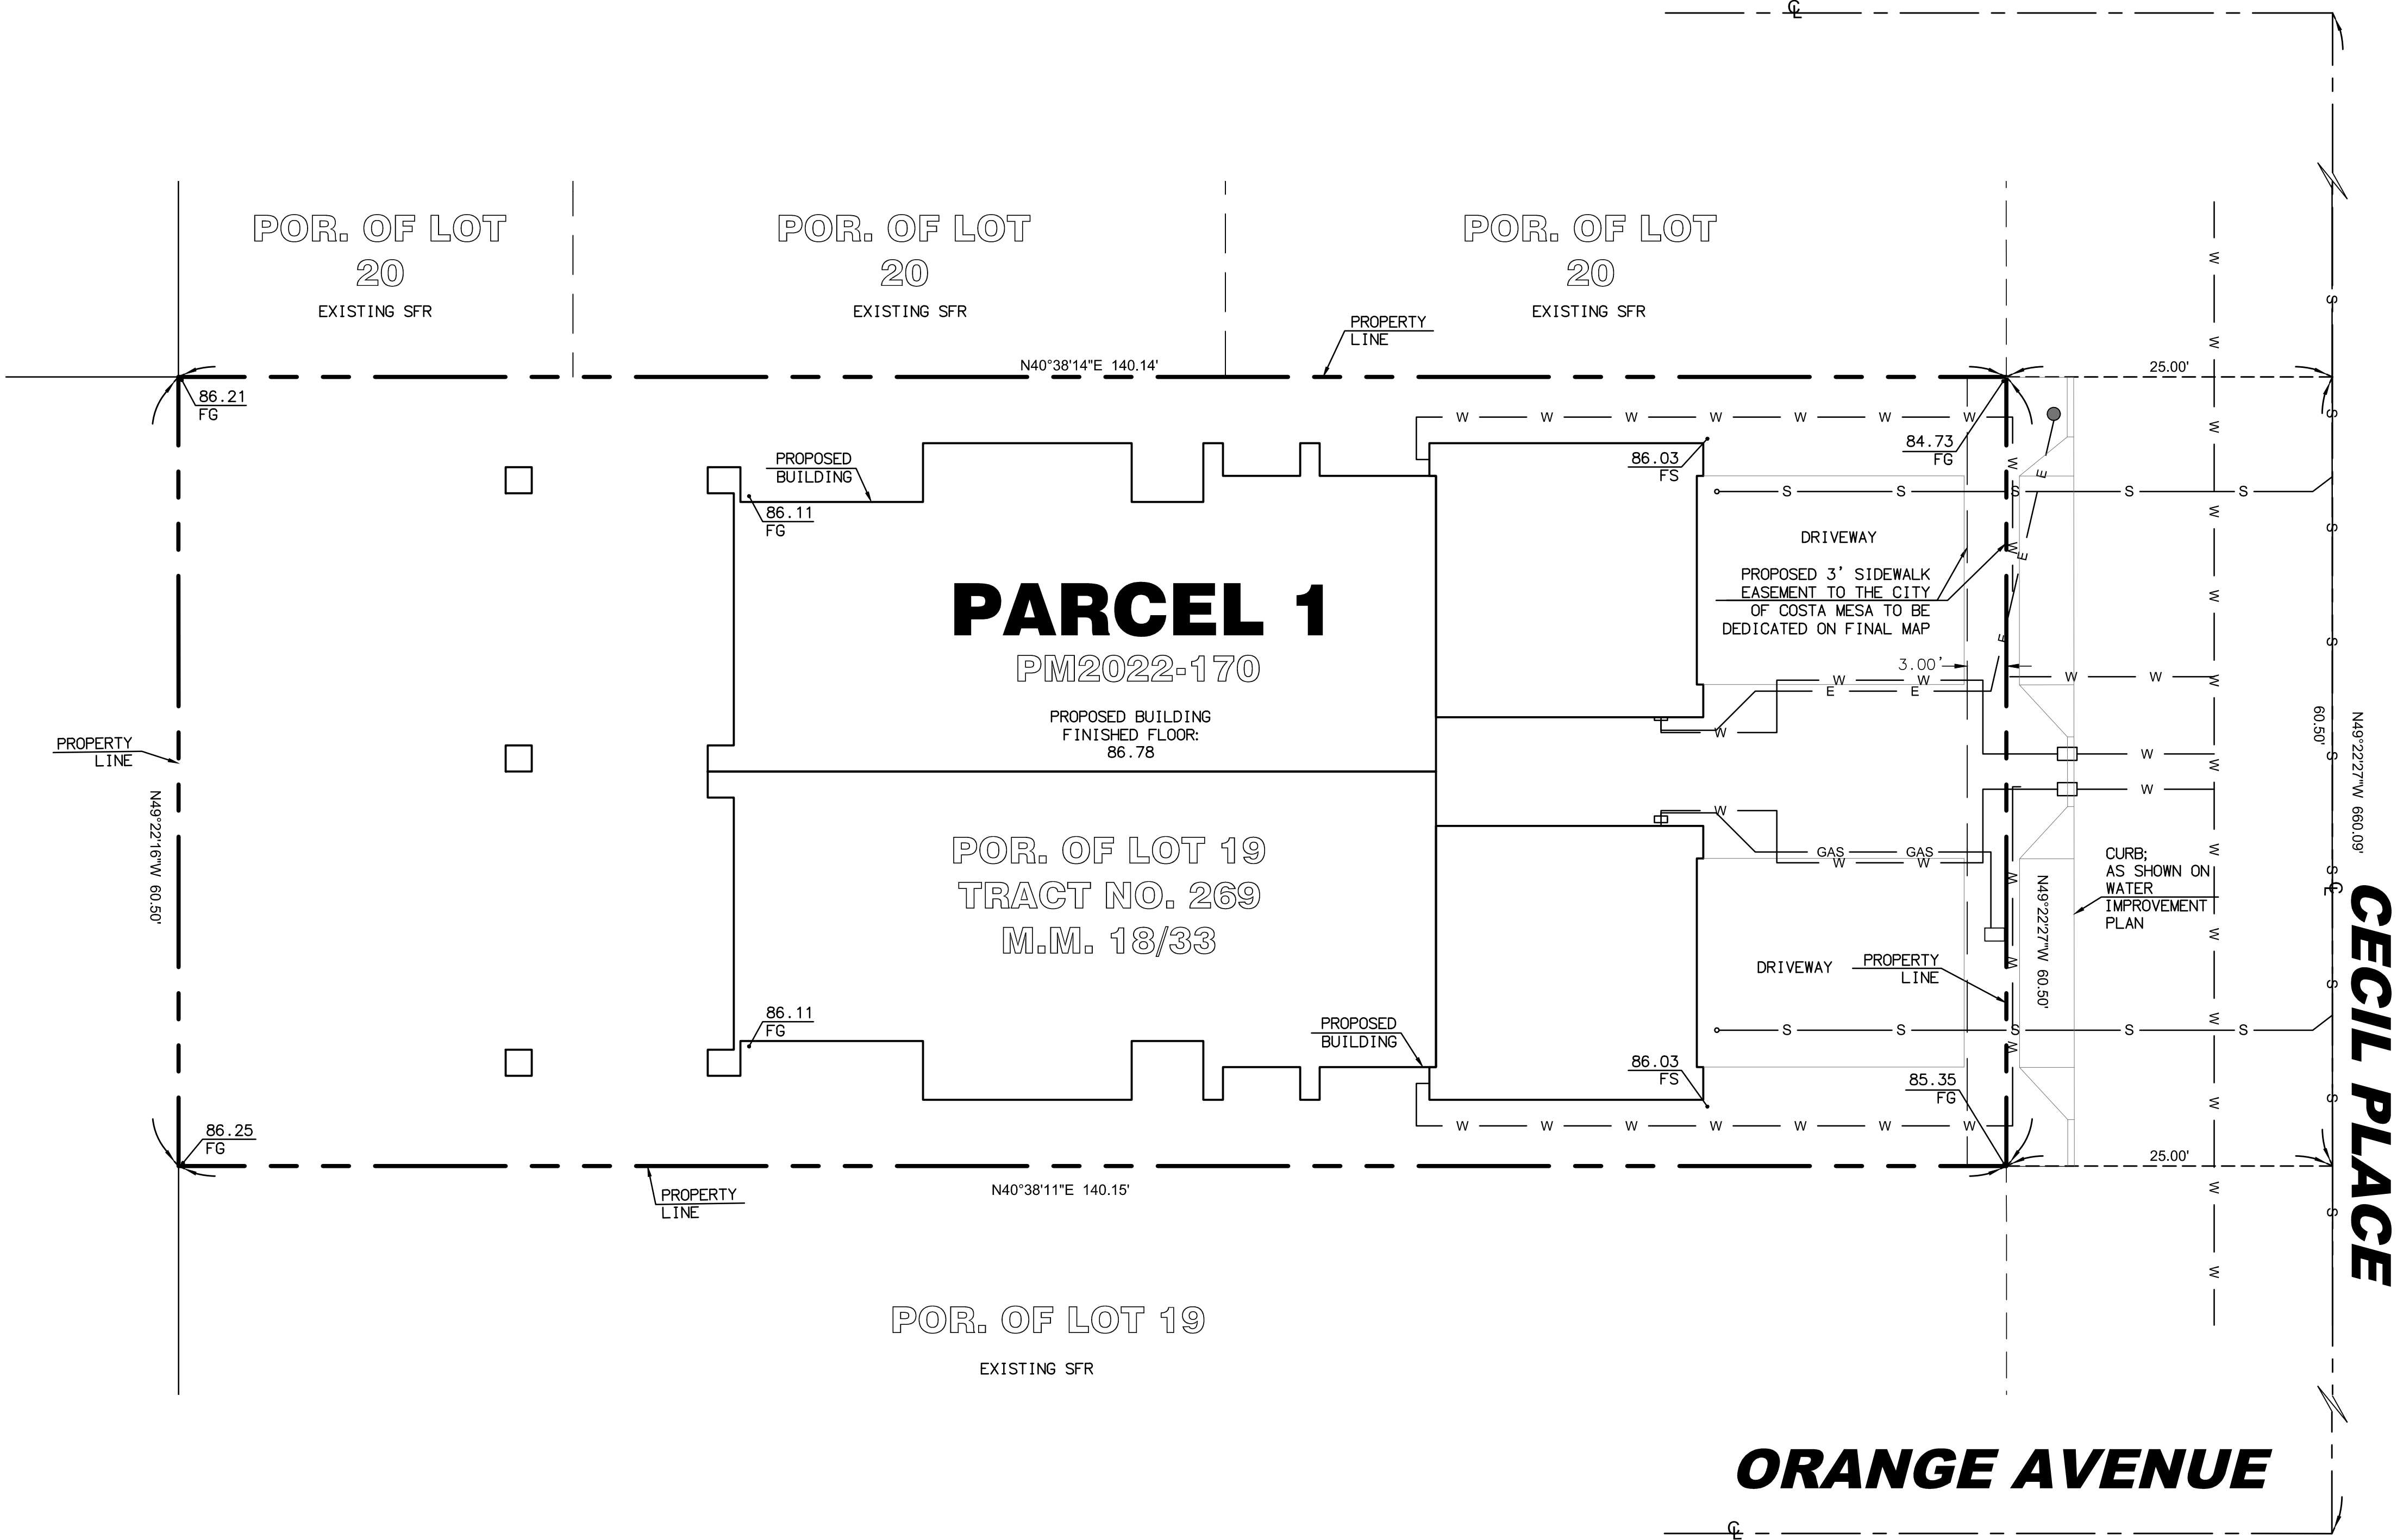 ℄
POR. OF LOT
20
EXISTING SFR
POR. OF LOT
20
EXISTING SFR
POR. OF LOT
20
EXISTING SFR
PROPERTY
LINE
N40°38'14"E 140.14'
25.00'
86.21
FG
W W W W W W W
84.73
FG
PROPOSED
BUILDING
86.03
FS
86.11
FG
S S S S S
DRIVEWAY
PROPOSED 3' SIDEWALK
EASEMENT TO THE CITY
OF COSTA MESA TO BE
DEDICATED ON FINAL MAP
E
E
E
PARCEL 1
PM2022-170
3.00'
W W
W W
E E
PROPOSED BUILDING
FINISHED FLOOR:
86.78
W
W
PROPERTY
LINE
N49°22'16"W 60.50'
60.50'
N49°22'27"W 660.09'
W
W
GAS GAS
W W
POR. OF LOT 19
TRACT NO. 269
M.M. 18/33
CURB;
AS SHOWN ON
WATER
IMPROVEMENT
PLAN
℄
N49°22'27"W 60.50'
CECIL PLACE
DRIVEWAY
PROPERTY
LINE
86.11
FG
PROPOSED
BUILDING
S S S S S
86.03
FS
85.35
FG
W W W W W W W
86.25
FG
25.00'
N40°38'11"E 140.15'
PROPERTY
LINE
POR. OF LOT 19
EXISTING SFR
ORANGE AVENUE
℄
W W W W W W W W W W W W W
S S S S S S S S S
W W W W W W